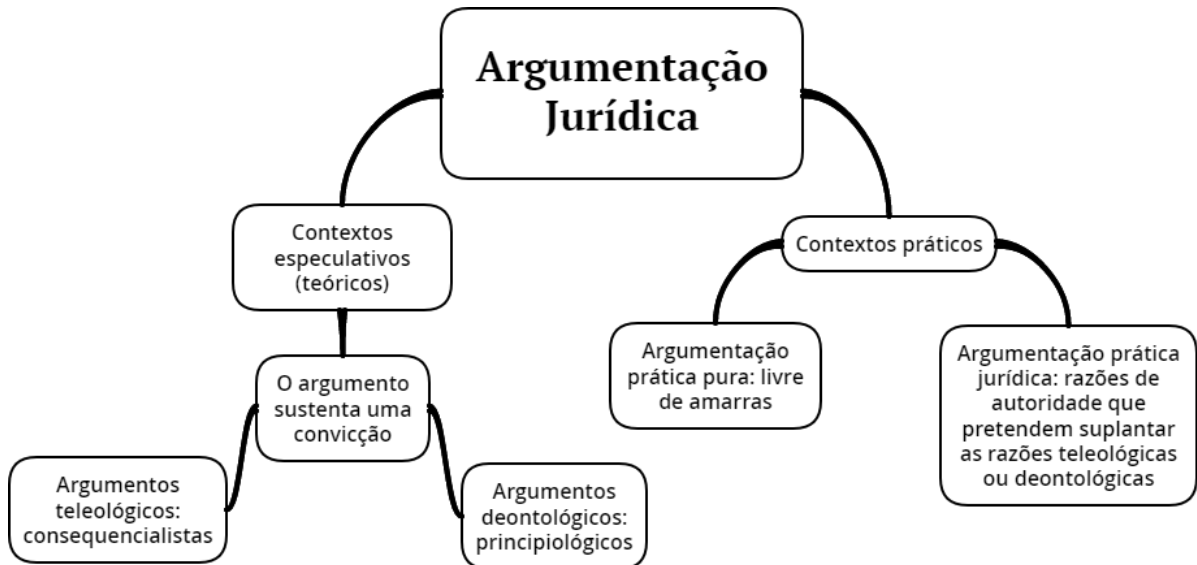 Argumentação
Jurídica
Contextos
especulativos
(teóricos)
O argumento
sustenta uma
convicção
Argumentos
teleológicos:
consequencialistas
Argumentos
deontológicos:
principiológicos
Contextos práticos
Argumentação
prática pura: livre
de amarras
Argumentação prática
jurídica: razões de
autoridade que
pretendem suplantar
as razões teleológicas
ou deontológicas